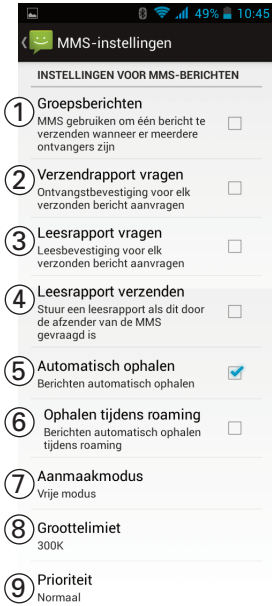 49% 10:45
MMS-instellingen
INSTELLINGEN VOOR MMS-BERICHTEN
1 Groepsberichten
MMS gebruiken om één bericht te
verzenden wanneer er meerdere
ontvangers zijn
2 Verzendrapport vragen
Ontvangstbevestiging voor elk
verzonden bericht aanvragen
3 Leesrapport vragen
Leesbevestiging voor elk
verzonden bericht aanvragen
4 Leesrapport verzenden
Stuur een leesrapport als dit door
de afzender van de MMS
gevraagd is
5 Automatisch ophalen
Berichten automatisch ophalen
6 Ophalen tijdens roaming
Berichten automatisch ophalen
tijdens roaming
7 Aanmaakmodus
Vrije modus
8 Groottelimiet
300K
9 Prioriteit
Normaal